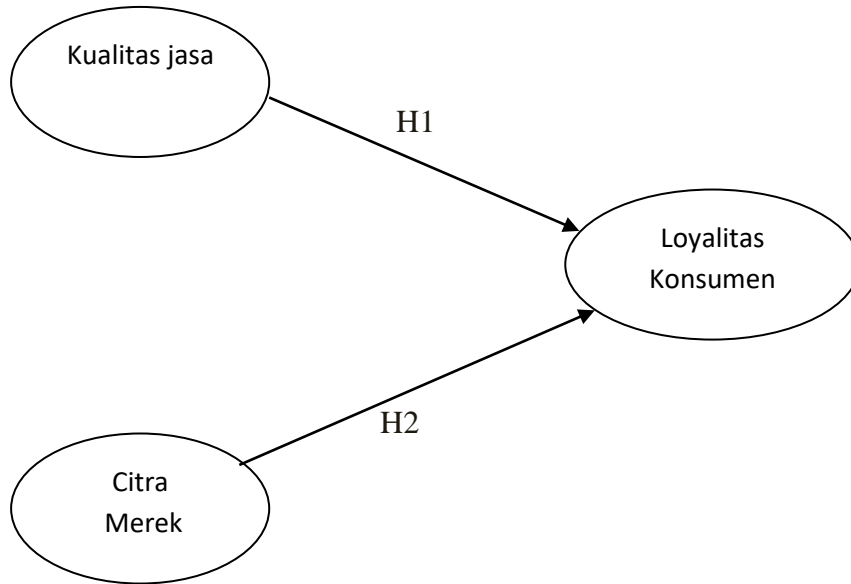 Kualitas jasa
H1
Loyalitas
Konsumen
H2
Citra
Merek